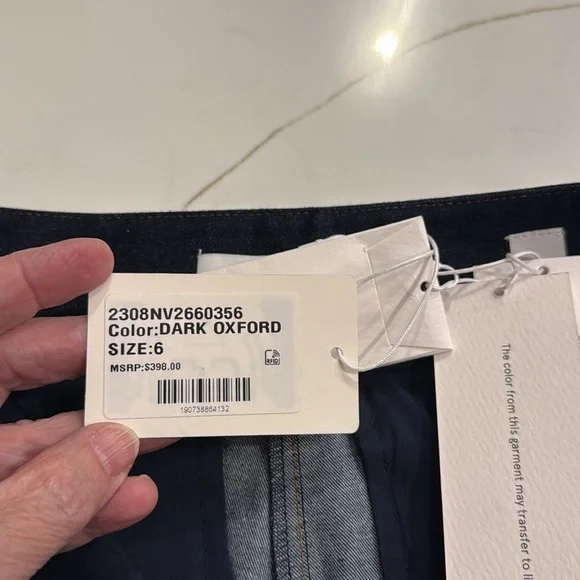 2308NV2660356
Color:DARK OXFORD
SIZE:6
MSRP:$398.00
RFID
190738864132
The color from this garment may transfer to li